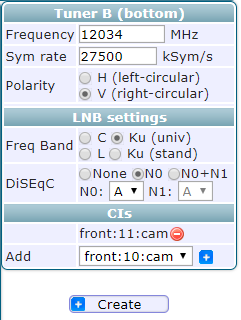 Tuner B (bottom)
Frequency 12034 MHz
Sym rate 27500 kSym/s
Polarity H (left-circular)
V (right-circular)
LNB settings
Freq Band C Ku (univ)
L Ku (stand)
DiSEqC None N0 N0+N1
N0: A N1: A
CIs
front:11:cam
Add front:10:cam
Create